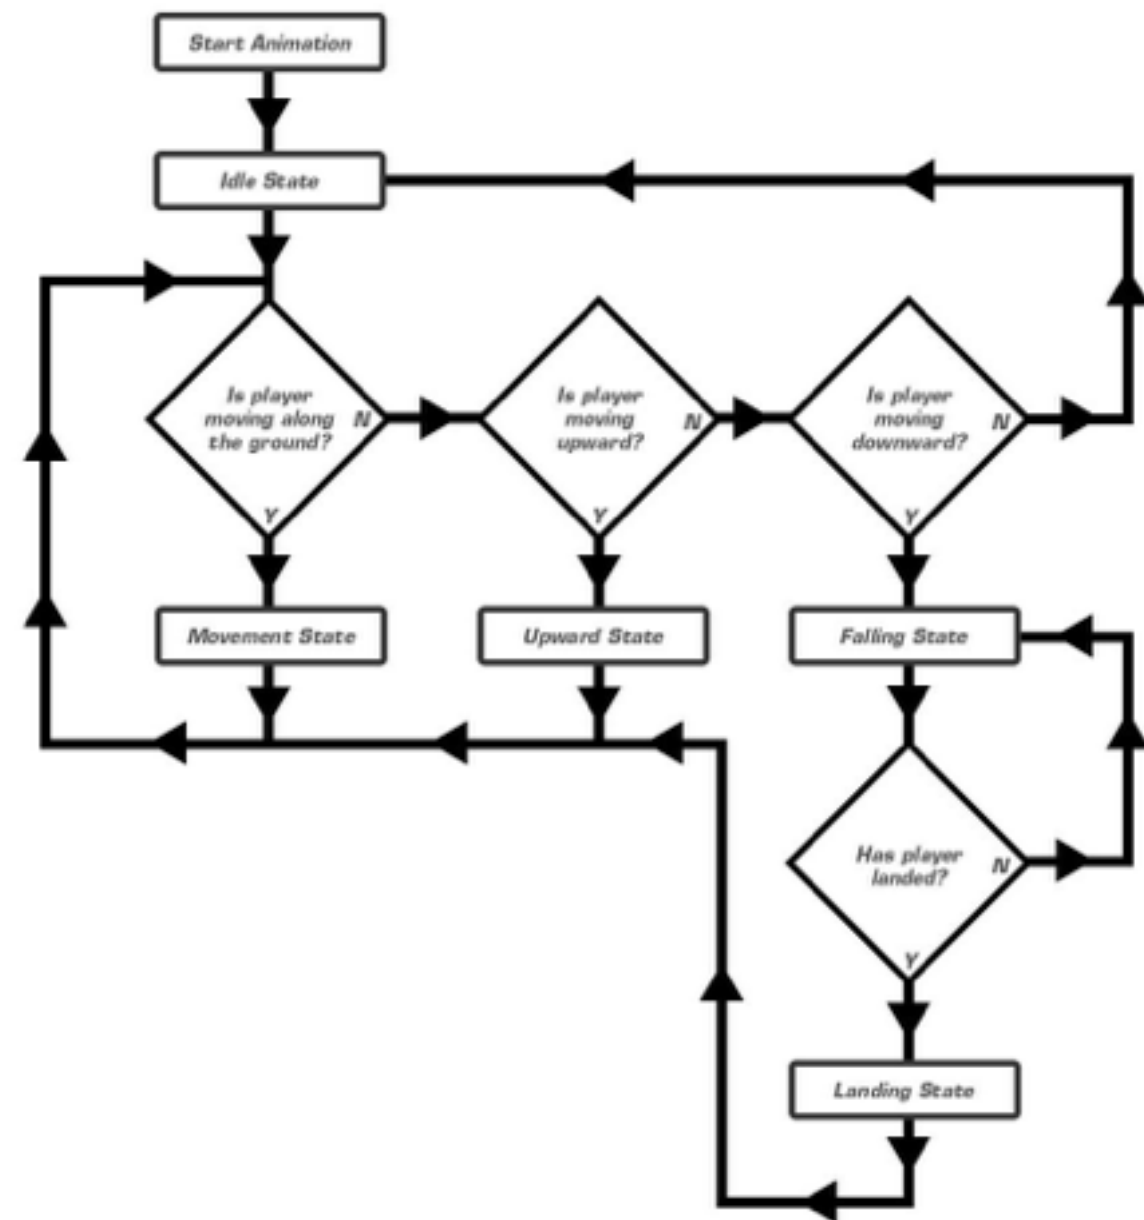 Start Animation
Idle State
Is player
moving along
the ground?
N
Y
Is player
moving
upward?
N
Y
Is player
moving
downward?
N
Y
Movement State
Upward State
Falling State
Has player
landed?
N
Y
Landing State